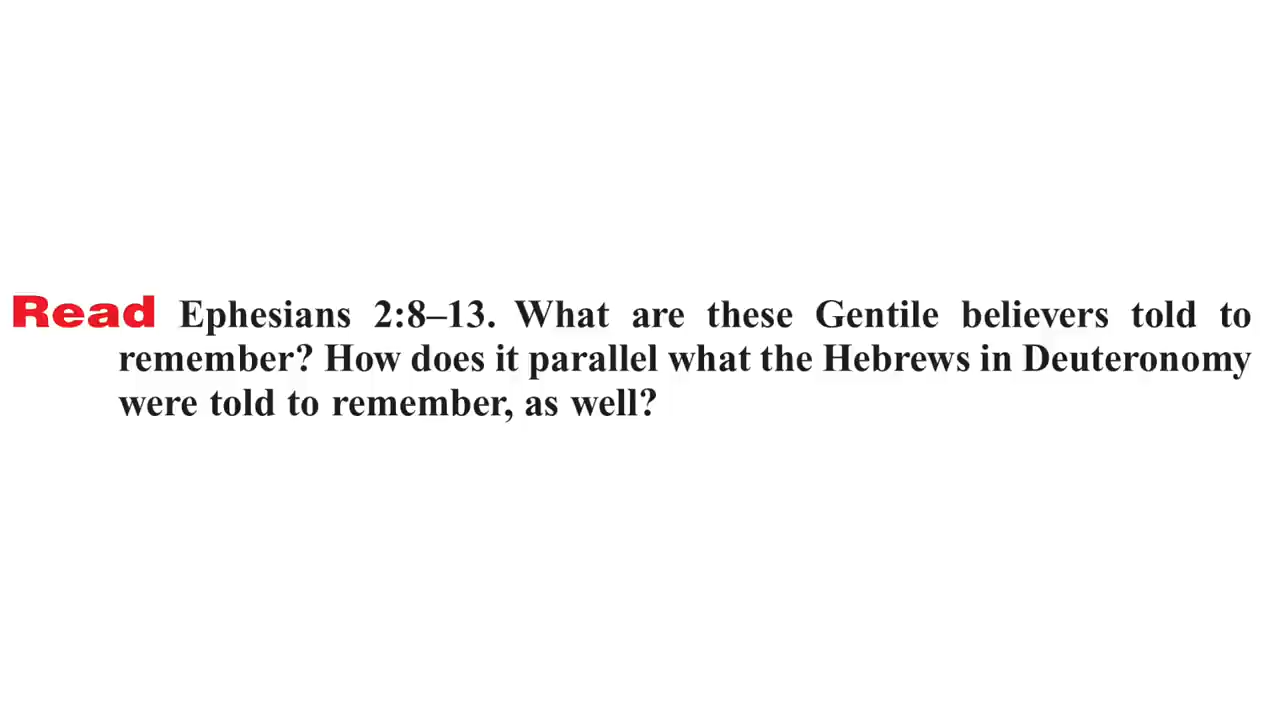 Read Ephesians 2:8–13. What are these Gentile believers told to
remember? How does it parallel what the Hebrews in Deuteronomy
were told to remember, as well?